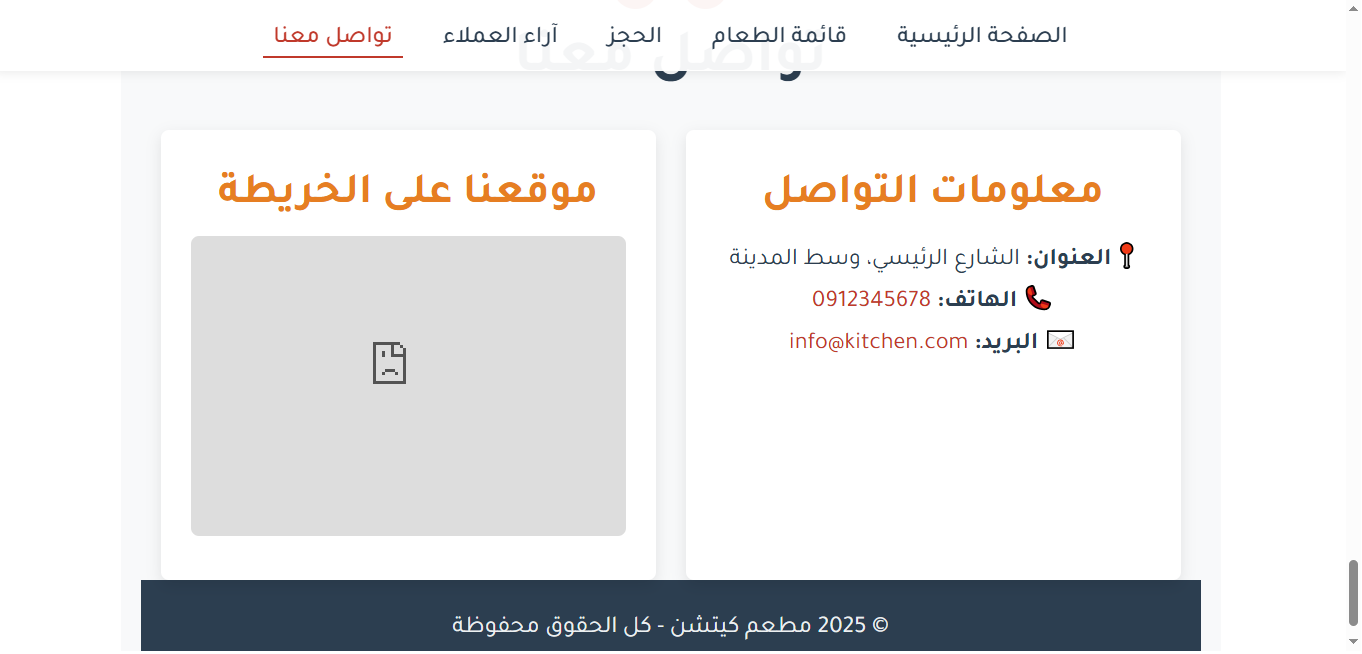 الصفحة الرئيسية
قائمة الطعام
الحجز
آراء العملاء
تواصل معنا
تواصل معنا
معلومات التواصل
العنوان: الشارع الرئيسي، وسط المدينة
الهاتف: 0912345678
البريد: info@kitchen.com
موقعنا على الخريطة
© 2025 مطعم كيتشن - كل الحقوق محفوظة